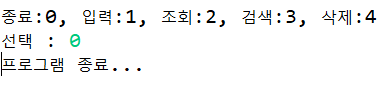 종료:0, 입력:1, 조회:2, 검색:3, 삭제:4
선택 : 0
프로그램 종료...